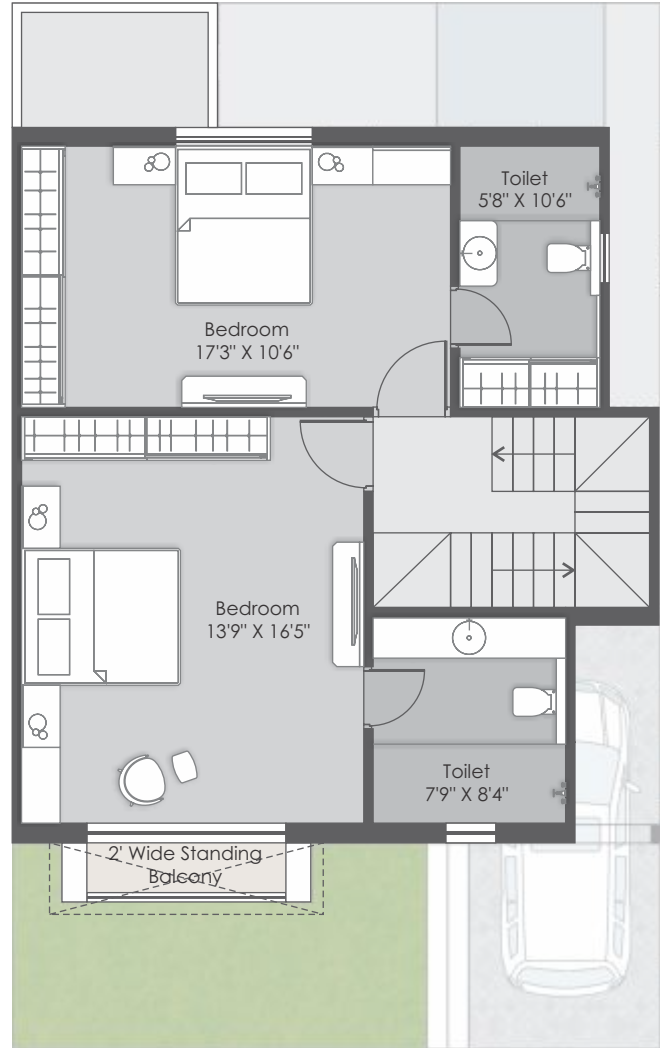 Toilet
5'8" X 10'6"
Bedroom
17'3" X 10'6"
Bedroom
13'9" X 16'5"
Toilet
7'9" X 8'4"
2' Wide Standing
Balcony